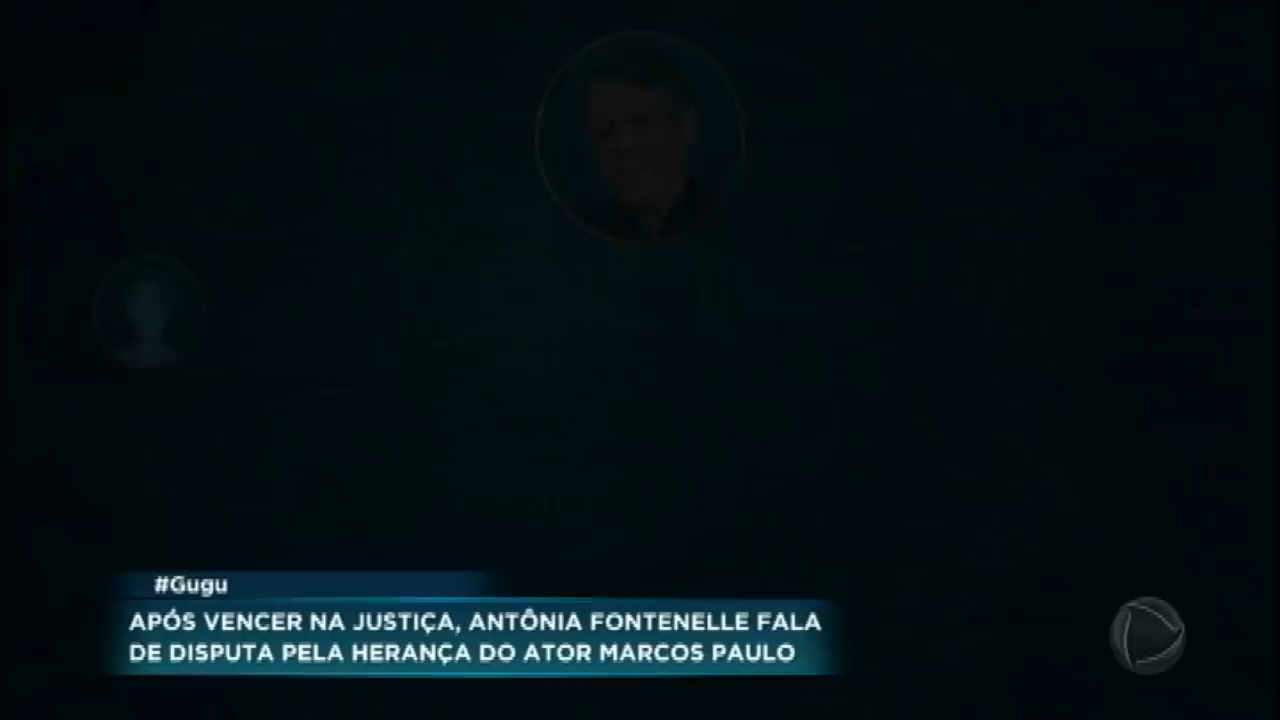 #Gugu
APÓS VENCER NA JUSTIÇA, ANTÔNIA FONTENELLE FALA
DE DISPUTA PELA HERANÇA DO ATOR MARCOS PAULO